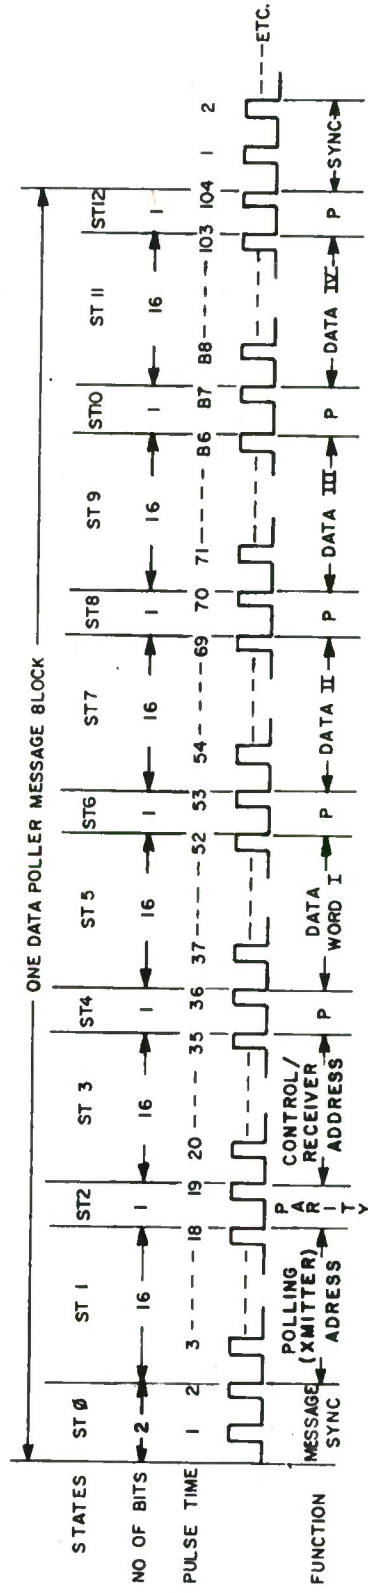 ONE DATA POLLER MESSAGE BLOCK
STATES ST Ø ST 1 ST2 ST 3 ST4 ST 5 ST6 ST7 ST8 ST 9 ST10 ST 11 ST12
NO OF BITS 2 16 1 16 1 16 1 16 1 16 1 16 1
PULSE TIME 1 2 3 18 19 20 35 36 37 52 53 54 69 70 71 86 87 88 103 104 1 2 ETC.
FUNCTION
MESSAGE
SYNC
POLLING
(XMITTER)
ADRESS
PARITY
CONTROL/
RECEIVER
ADDRESS
P
DATA
WORD I
P
DATA II
P
DATA III
P
DATA IV
P
SYNC